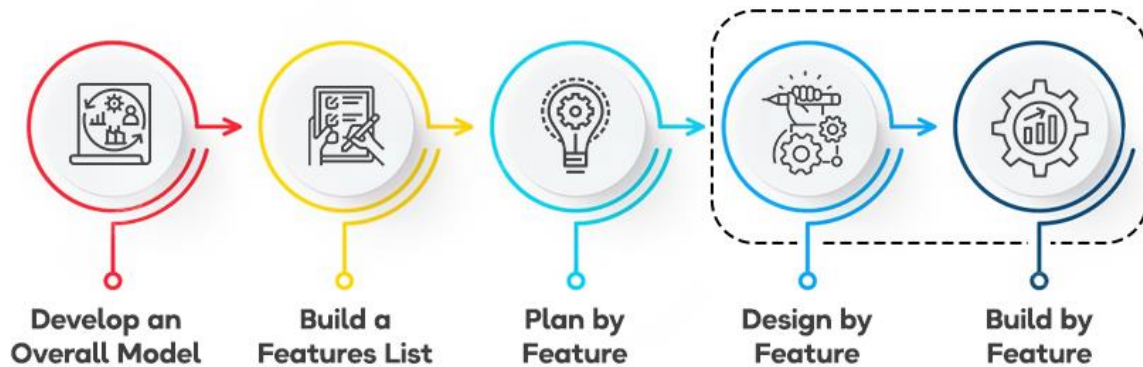 Develop an
Overall Model
Build a
Features List
Plan by
Feature
Design by
Feature
Build by
Feature